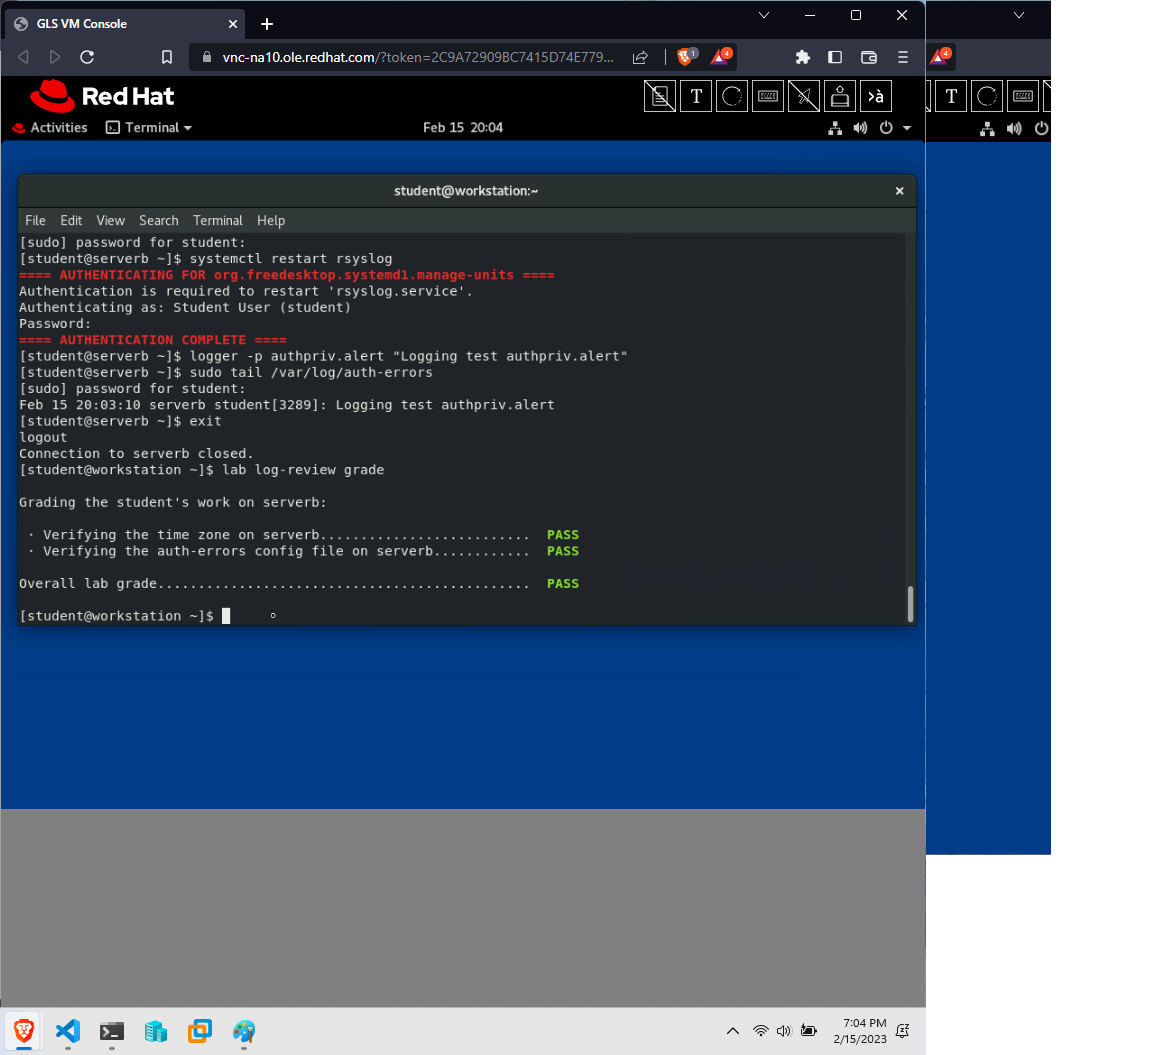 GLS VM Console
vnc-na10.ole.redhat.com/?token=2C9A72909BC7415D74E779...
1
4
4
Red Hat
T
>à
T
Activities
Terminal
Feb 15 20:04
student@workstation:~
File Edit View Search Terminal Help
[sudo] password for student:
[student@serverb ~]$ systemctl restart rsyslog
==== AUTHENTICATING FOR org.freedesktop.systemd1.manage-units ====
Authentication is required to restart 'rsyslog.service'.
Authenticating as: Student User (student)
Password:
==== AUTHENTICATION COMPLETE ====
[student@serverb ~]$ logger -p authpriv.alert "Logging test authpriv.alert"
[student@serverb ~]$ sudo tail /var/log/auth-errors
[sudo] password for student:
Feb 15 20:03:10 serverb student[3289]: Logging test authpriv.alert
[student@serverb ~]$ exit
logout
Connection to serverb closed.
[student@workstation ~]$ lab log-review grade
Grading the student's work on serverb:
· Verifying the time zone on serverb.......................... PASS
· Verifying the auth-errors config file on serverb............ PASS
Overall lab grade.............................................. PASS
[student@workstation ~]$
7:04 PM
2/15/2023